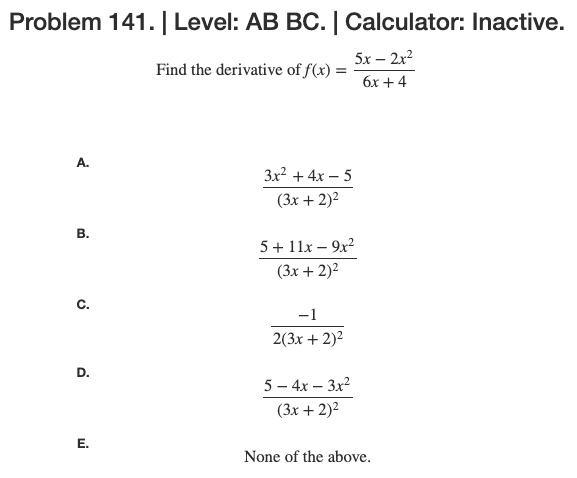 Problem 141. | Level: AB BC. | Calculator: Inactive.
Find the derivative of f(x) = (5x − 2x²)/(6x + 4)
A. (3x² + 4x − 5)/(3x + 2)²
B. (5 + 11x − 9x²)/(3x + 2)²
C. −1/(2(3x + 2)²)
D. (5 − 4x − 3x²)/(3x + 2)²
E. None of the above.